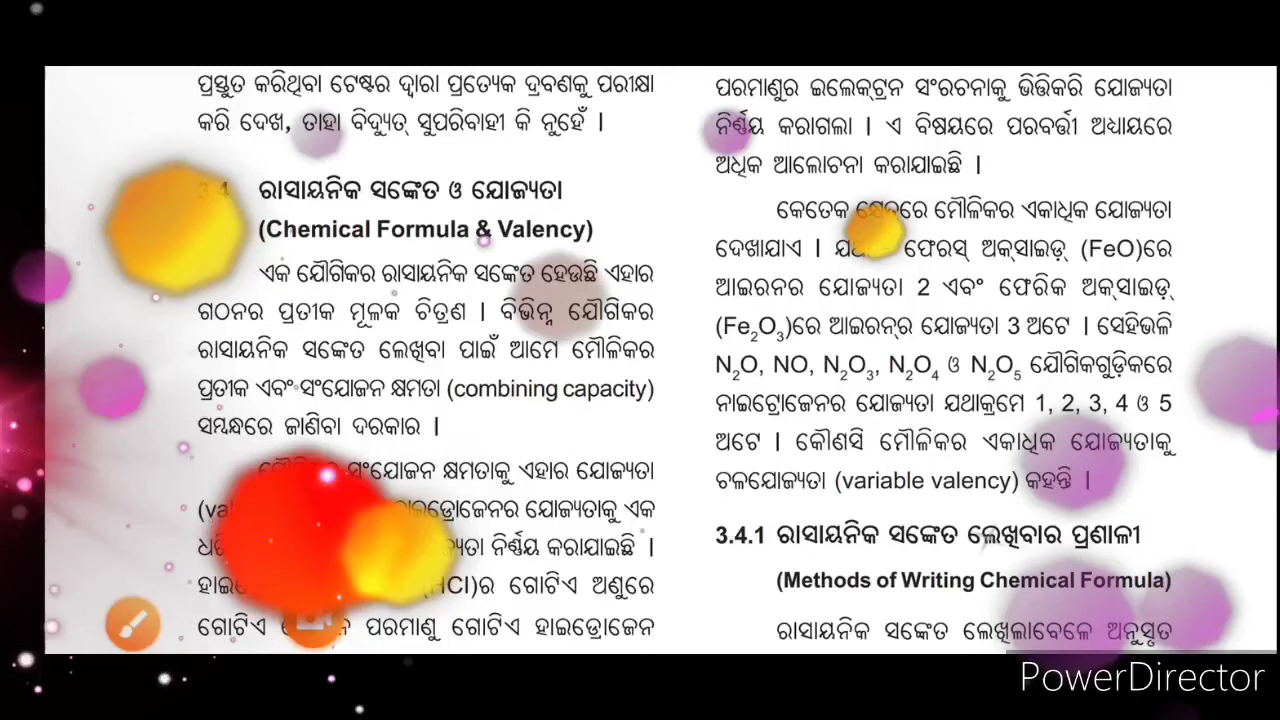 ପ୍ରସ୍ତୁତ କରିଥିବା ଟେଷ୍ଟର ଦ୍ୱାରା ପ୍ରତ୍ୟେକ ଦ୍ରବଣକୁ ପରୀକ୍ଷା
କରି ଦେଖ, ତାହା ବିଦ୍ୟୁତ୍ ସୁପରିବାହୀ କି ନୁହେଁ ।
3.4 ରାସାୟନିକ ସଙ୍କେତ ଓ ଯୋଜ୍ୟତା
(Chemical Formula & Valency)
ଏକ ଯୌଗିକର ରାସାୟନିକ ସଙ୍କେତ ହେଉଛି ଏହାର
ଗଠନର ପ୍ରତୀକ ମୂଳକ ଚିତ୍ରଣ । ବିଭିନ୍ନ ଯୌଗିକର
ରାସାୟନିକ ସଙ୍କେତ ଲେଖିବା ପାଇଁ ଆମେ ମୌଳିକର
ପ୍ରତୀକ ଏବଂ ସଂଯୋଜନ କ୍ଷମତା (combining capacity)
ସମ୍ବନ୍ଧରେ ଜାଣିବା ଦରକାର ।
ସଂଯୋଜନ କ୍ଷମତାକୁ ଏହାର ଯୋଜ୍ୟତା
ହାଇଡ୍ରୋଜେନର ଯୋଜ୍ୟତାକୁ ଏକ
ନିର୍ଣ୍ଣୟ କରାଯାଇଛି ।
(HCl)ର ଗୋଟିଏ ଅଣୁରେ
ଗୋଟିଏ ପରମାଣୁ ଗୋଟିଏ ହାଇଡ୍ରୋଜେନ
ପରମାଣୁର ଇଲେକ୍ଟ୍ରନ ସଂରଚନାକୁ ଭିତ୍ତିକରି ଯୋଜ୍ୟତା
ନିର୍ଣ୍ଣୟ କରାଗଲା । ଏ ବିଷୟରେ ପରବର୍ତ୍ତୀ ଅଧ୍ୟାୟରେ
ଅଧିକ ଆଲୋଚନା କରାଯାଇଛି ।
କେତେକ କ୍ଷେତ୍ରରେ ମୌଳିକର ଏକାଧିକ ଯୋଜ୍ୟତା
ଦେଖାଯାଏ । ଫେରସ୍ ଅକ୍‌ସାଇଡ଼୍ (FeO)ରେ
ଆଇରନର ଯୋଜ୍ୟତା 2 ଏବଂ ଫେରିକ ଅକ୍‌ସାଇଡ଼୍
(Fe₂O₃)ରେ ଆଇରନ୍‌ର ଯୋଜ୍ୟତା 3 ଅଟେ । ସେହିଭଳି
N₂O, NO, N₂O₃, N₂O₄ ଓ N₂O₅ ଯୌଗିକଗୁଡ଼ିକରେ
ନାଇଟ୍ରୋଜେନର ଯୋଜ୍ୟତା ଯଥାକ୍ରମେ 1, 2, 3, 4 ଓ 5
ଅଟେ । କୌଣସି ମୌଳିକର ଏକାଧିକ ଯୋଜ୍ୟତାକୁ
ଚଳଯୋଜ୍ୟତା (variable valency) କହନ୍ତି ।
3.4.1 ରାସାୟନିକ ସଙ୍କେତ ଲେଖିବାର ପ୍ରଣାଳୀ
(Methods of Writing Chemical Formula)
ରାସାୟନିକ ସଙ୍କେତ ଲେଖିଲାବେଳେ ଅନୁସୃତ
PowerDirector